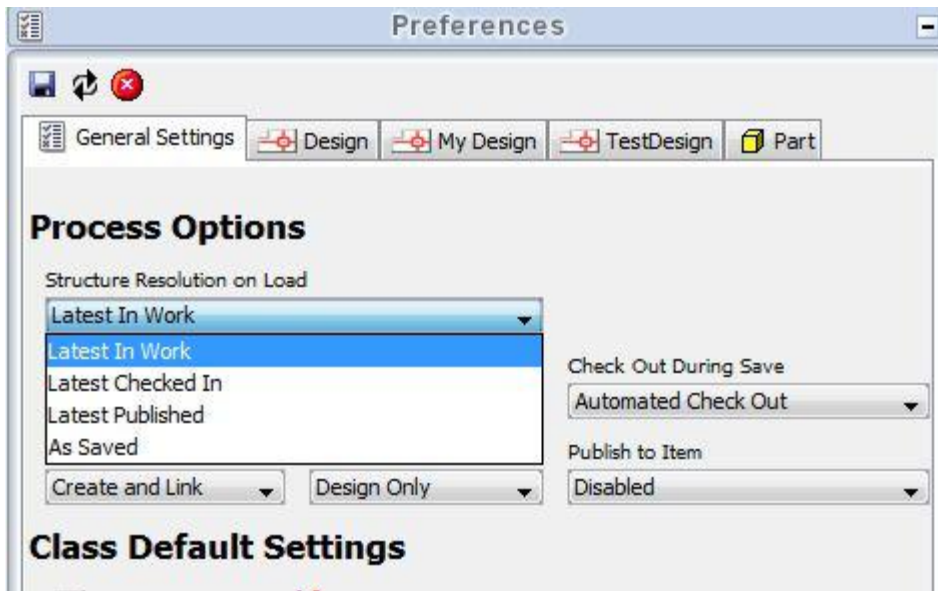 Preferences
General Settings Design My Design TestDesign Part
Process Options
Structure Resolution on Load
Latest In Work
Latest In Work
Latest Checked In
Latest Published
As Saved
Check Out During Save
Automated Check Out
Publish to Item
Create and Link Design Only Disabled
Class Default Settings